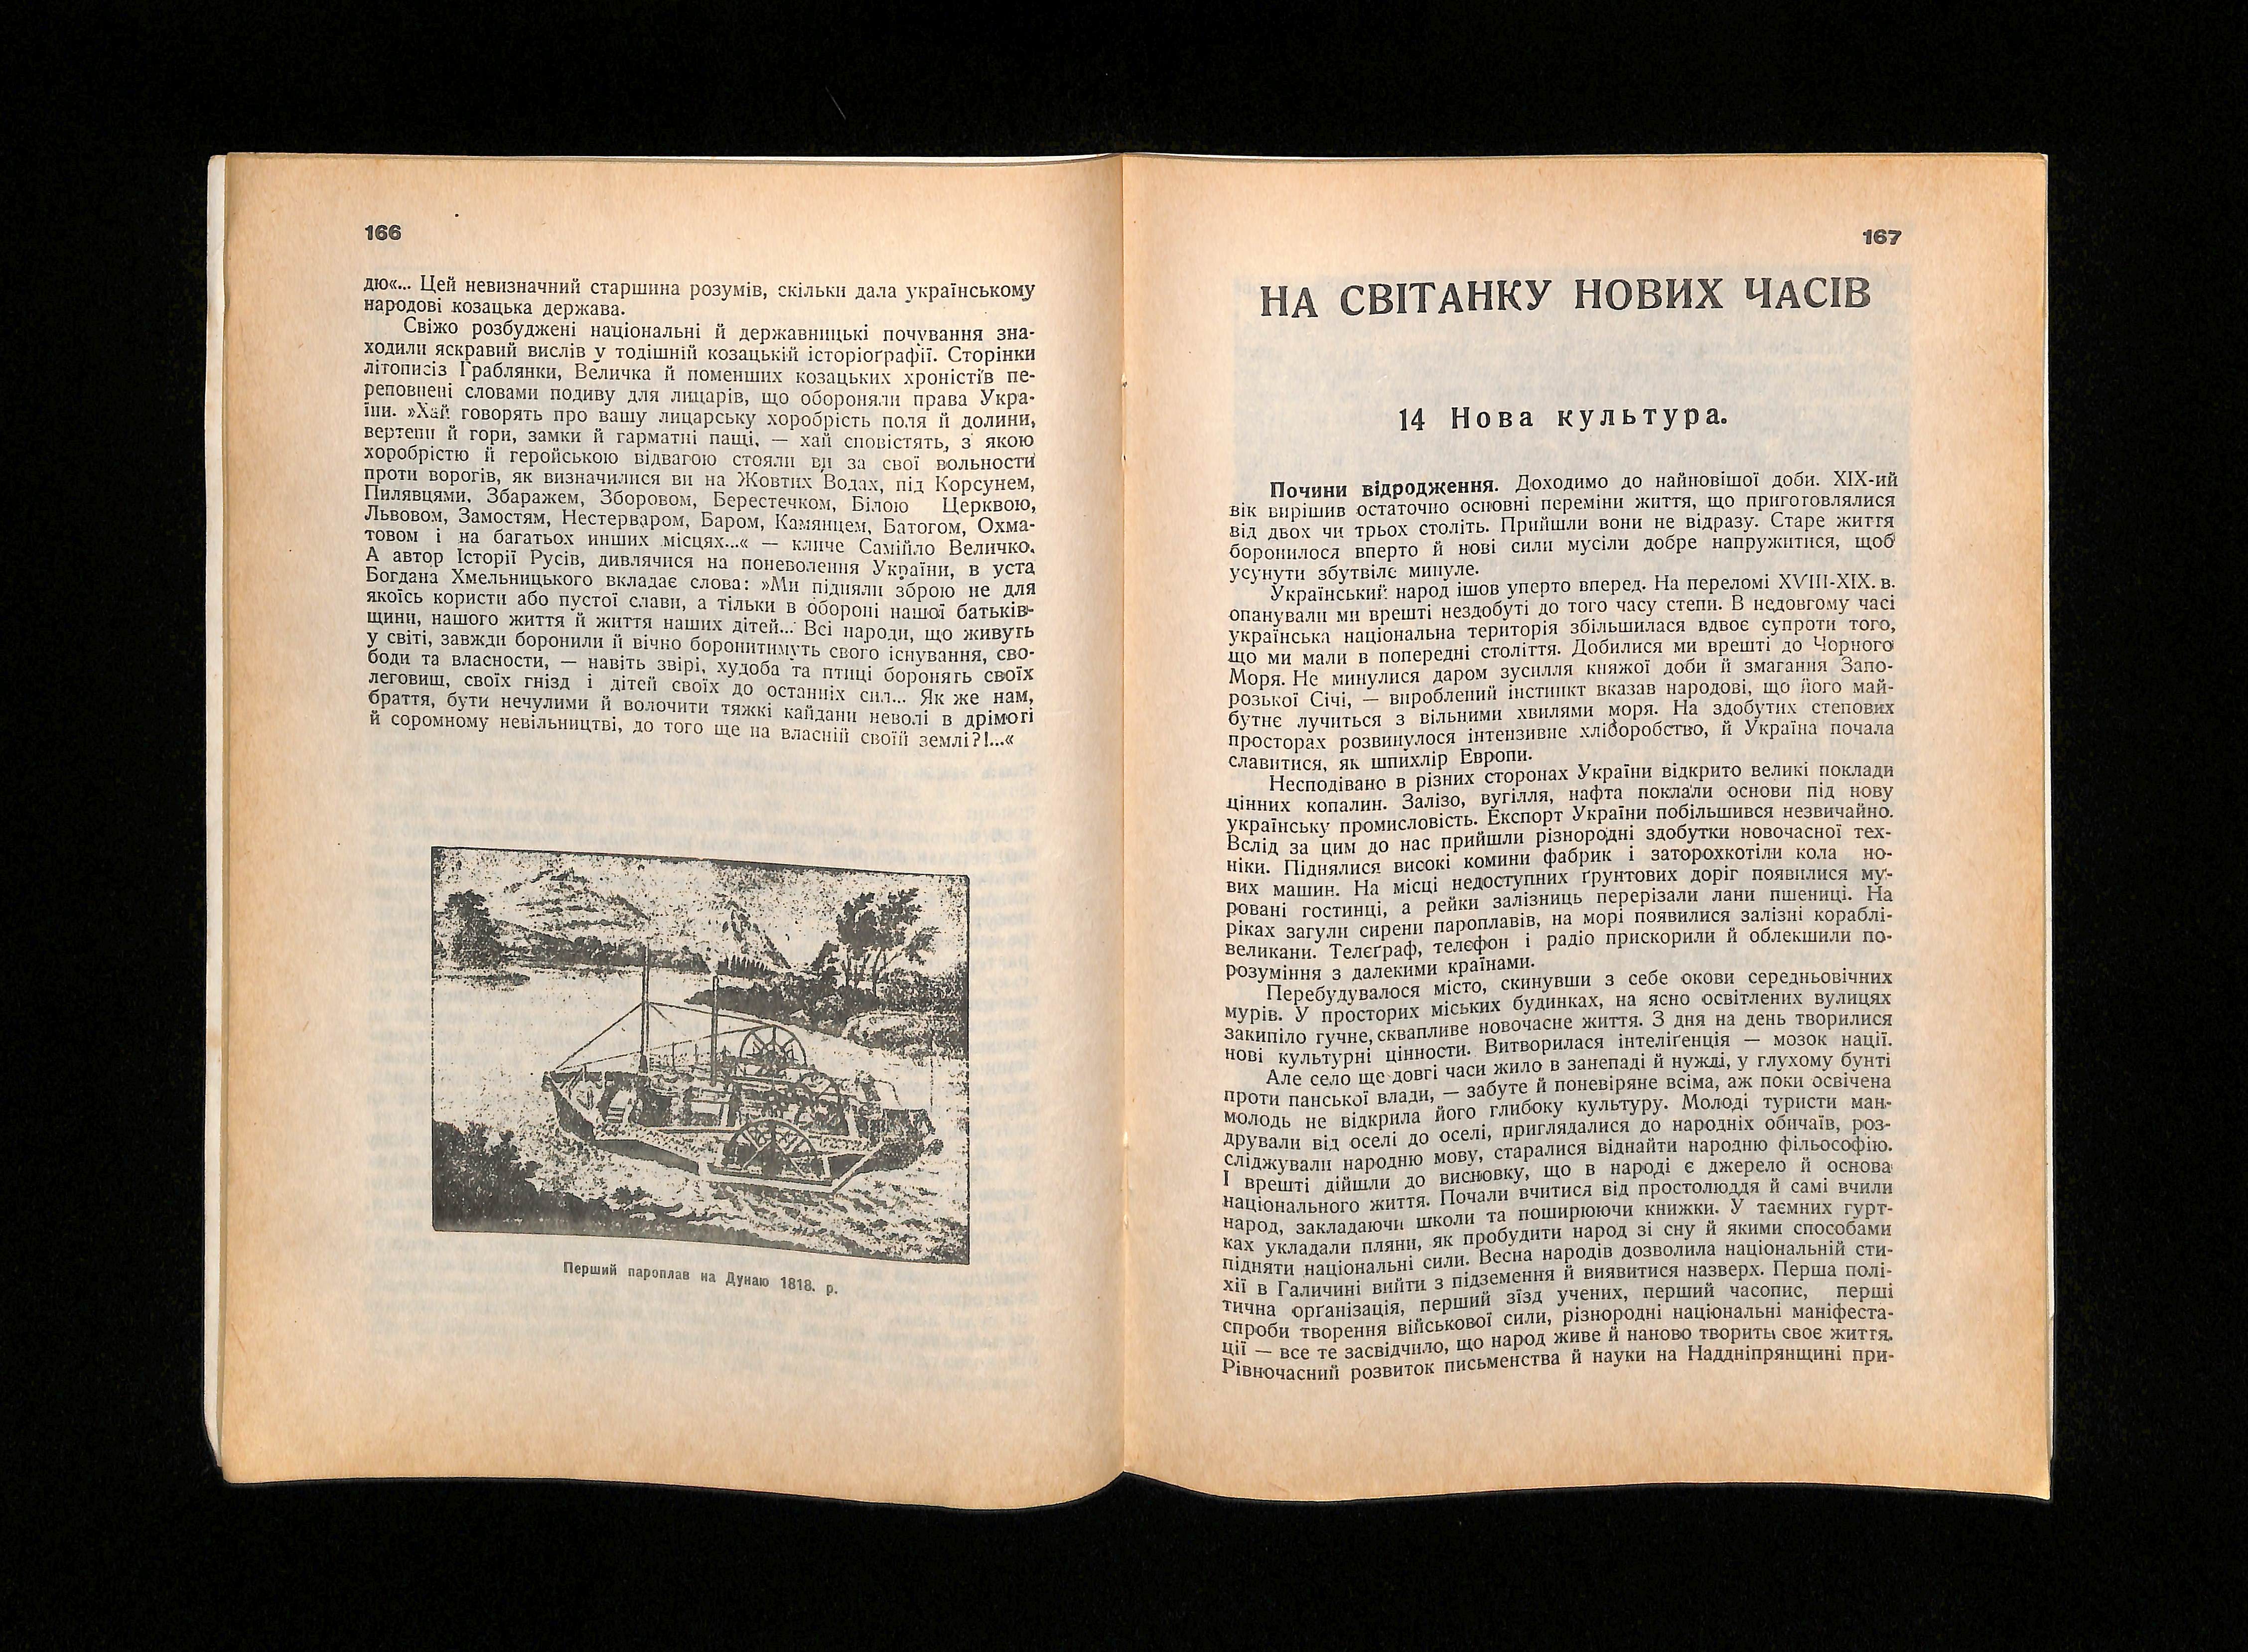 166
дю«... Цей невизначний старшина розумів, скільки дала українському
народові козацька держава.
Свіжо розбуджені національні й державницькі почування зна-
ходили яскравий вислів у тодішній козацькій історіоґрафії. Сторінки
літописів Граблянки, Величка й поменших козацьких хроністів пе-
реповнені словами подиву для лицарів, що обороняли права Укра-
їни. »Хай говорять про вашу лицарську хоробрість поля й долини,
вертепи й гори, замки й гарматні пащі, — хай сповістять, з якою
хоробрістю й геройською відвагою стояли ви за свої вольности
проти ворогів, як визначилися ви на Жовтих Водах, під Корсунем,
Пилявцями, Збаражем, Зборовом, Берестечком, Білою Церквою,
Львовом, Замостям, Нестерваром, Баром, Камянцем, Батогом, Охма-
товом і на багатьох инших місцях...« — кличе Самійло Величко.
А автор Історії Русів, дивлячися на поневолення України, в уста
Богдана Хмельницького вкладає слова: »Ми підняли зброю не для
якоїсь користи або пустої слави, а тільки в обороні нашої батьків-
щини, нашого життя й життя наших дітей... Всі народи, що живуть
у світі, завжди боронили й вічно боронитимуть свого існування, сво-
боди та власности, — навіть звірі, худоба та птиці боронять своїх
леговищ, своїх гнізд і дітей своїх до останніх сил... Як же нам,
браття, бути нечулими й волочити тяжкі кайдани неволі в дрімоті
й соромному невільництві, до того ще на власній своїй землі?!...«
Перший пароплав на Дунаю 1818. р.
167
НА СВІТАНКУ НОВИХ ЧАСІВ
14 Нова культура.
Почини відродження. Доходимо до найновішої доби. XIX-ий
вік вирішив остаточно основні переміни життя, що приготовлялися
від двох чи трьох століть. Прийшли вони не відразу. Старе життя
боронилося вперто й нові сили мусіли добре напружитися, щоб
усунути збутвіле минуле.
Український народ ішов уперто вперед. На переломі XVIII-XIX. в.
опанували ми врешті нездобуті до того часу степи. В недовгому часі
українська національна територія збільшилася вдвоє супроти того,
що ми мали в попередні століття. Добилися ми врешті до Чорного
Моря. Не минулися даром зусилля княжої доби й змагання Запо-
розької Січі, — вироблений інстинкт вказав народові, що його май-
бутнє лучиться з вільними хвилями моря. На здобутих степових
просторах розвинулося інтензивне хліборобство, й Україна почала
славитися, як шпихлір Европи.
Несподівано в різних сторонах України відкрито великі поклади
цінних копалин. Залізо, вугілля, нафта поклали основи під нову
українську промисловість. Експорт України побільшився незвичайно.
Вслід за цим до нас прийшли різнородні здобутки новочасної тех-
ніки. Піднялися високі комини фабрик і заторохкотіли кола но-
вих машин. На місці недоступних ґрунтових доріг появилися му-
ровані гостинці, а рейки залізниць перерізали лани пшениці. На
ріках загули сирени пароплавів, на морі появилися залізні кораблі-
великани. Телєґраф, телєфон і радіо прискорили й облекшили по-
розуміння з далекими країнами.
Перебудувалося місто, скинувши з себе окови середньовічних
мурів. У просторих міських будинках, на ясно освітлених вулицях
закипіло гучне, сквапливе новочасне життя. З дня на день творилися
нові культурні цінности. Витворилася інтеліґенція — мозок нації.
Але село ще довгі часи жило в занепаді й нужді, у глухому бунті
проти панської влади, — забуте й поневіряне всіма, аж поки освічена
молодь не відкрила його глибоку культуру. Молоді туристи ман-
дрували від оселі до оселі, приглядалися до народніх обичаїв, роз-
сліджували народню мову, старалися віднайти народню фільософію.
І врешті дійшли до висновку, що в народі є джерело й основа
національного життя. Почали вчитися від простолюддя й самі вчили
народ, закладаючи школи та поширюючи книжки. У таємних гурт-
ках укладали пляни, як пробудити народ зі сну й якими способами
підняти національні сили. Весна народів дозволила національній сти-
хії в Галичині вийти з підземення й виявитися назверх. Перша полі-
тична орґанізація, перший зїзд учених, перший часопис, перші
спроби творення військової сили, різнородні національні маніфеста-
ції — все те засвідчило, що народ живе й наново творить своє життя.
Рівночасний розвиток письменства й науки на Наддніпрянщині при-